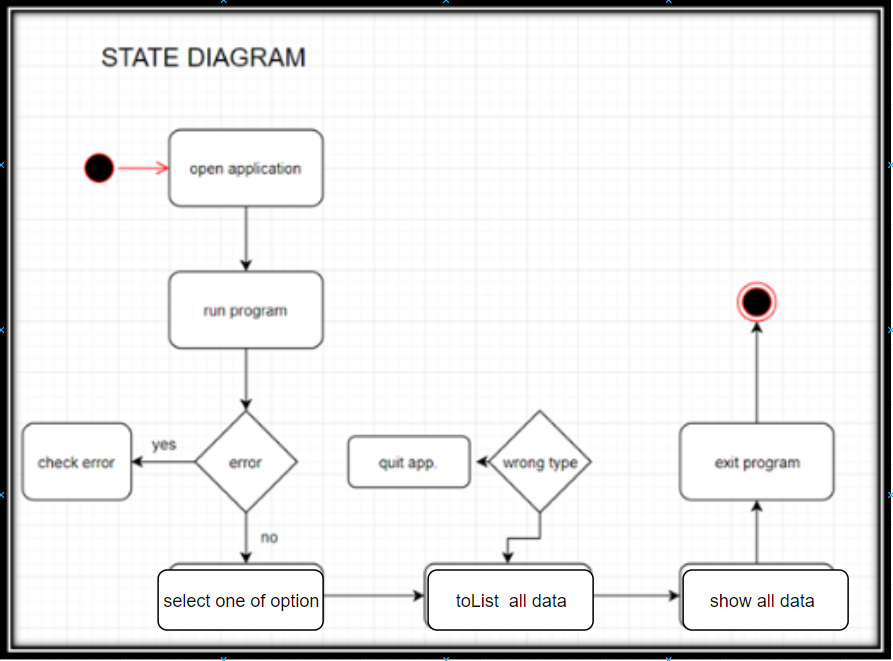 STATE DIAGRAM
open application
run program
check error
yes
error
quit app.
wrong type
exit program
no
select one of option
toList all data
show all data